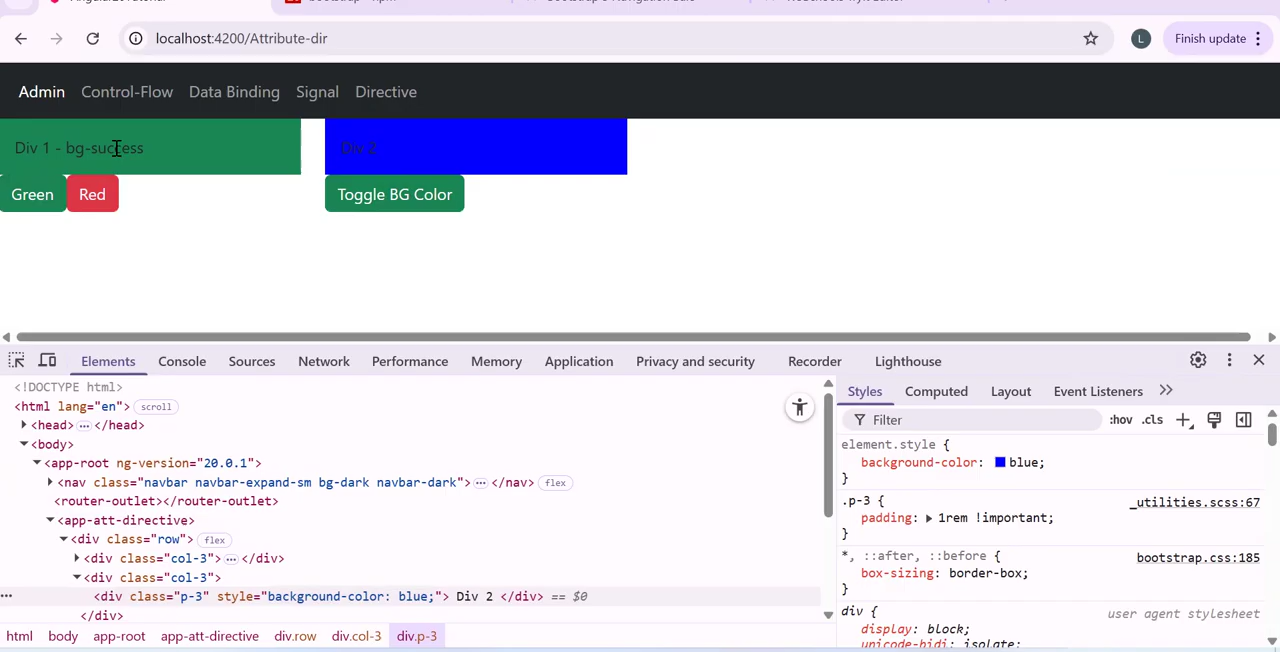 localhost:4200/Attribute-dir
L
Finish update
Admin Control-Flow Data Binding Signal Directive
Div 1 - bg-success
Div 2
Green Red
Toggle BG Color
Elements Console Sources Network Performance Memory Application Privacy and security Recorder Lighthouse
<!DOCTYPE html>
<html lang="en"> scroll
<head> ... </head>
<body>
<app-root ng-version="20.0.1">
<nav class="navbar navbar-expand-sm bg-dark navbar-dark"> ... </nav> flex
<router-outlet></router-outlet>
<app-att-directive>
<div class="row"> flex
<div class="col-3"> ... </div>
<div class="col-3">
... <div class="p-3" style="background-color: blue;"> Div 2 </div> == $0
</div>
html body app-root app-att-directive div.row div.col-3 div.p-3
Styles Computed Layout Event Listeners
Filter :hov .cls
element.style {
background-color: blue;
}
.p-3 { _utilities.scss:67
padding: 1rem !important;
}
*, ::after, ::before { bootstrap.css:185
box-sizing: border-box;
}
div { user agent stylesheet
display: block;
unicode-bidi: isolate;